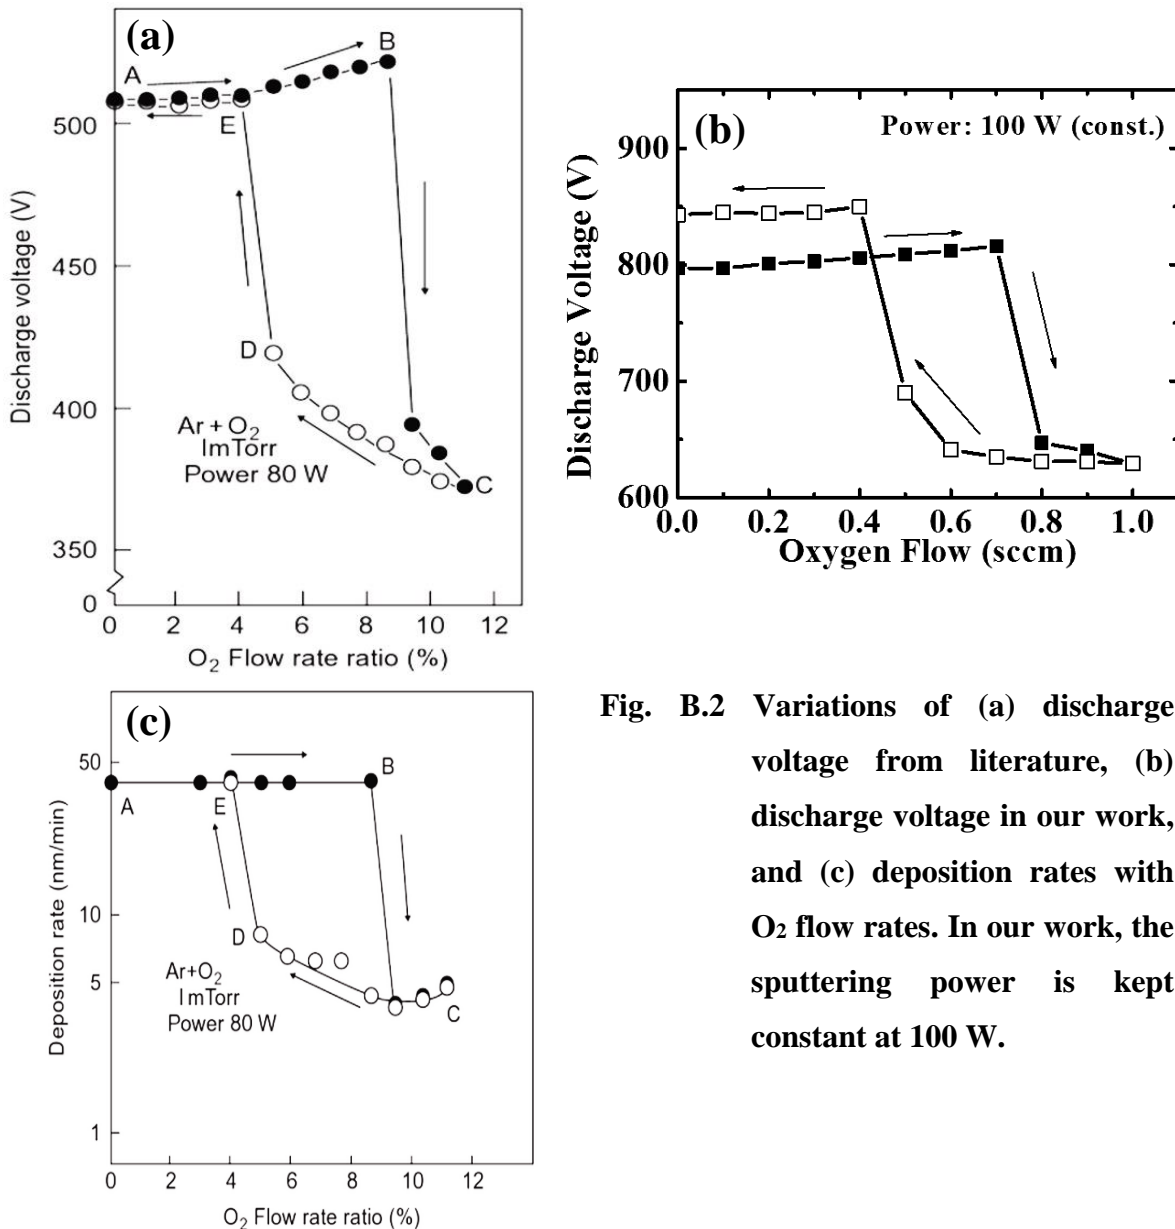 (a)
A
B
E
500
450
D
400
Ar + O2
ImTorr
Power 80 W
C
350
0
0 2 4 6 8 10 12
Discharge voltage (V)
O2 Flow rate ratio (%)
(b)
Power: 100 W (const.)
900
800
700
600
0.0 0.2 0.4 0.6 0.8 1.0
Discharge Voltage (V)
Oxygen Flow (sccm)
(c)
50
B
A
E
10
D
5
Ar+O2
I mTorr
Power 80 W
C
1
0 2 4 6 8 10 12
Deposition rate (nm/min)
O2 Flow rate ratio (%)
Fig. B.2 Variations of (a) discharge
voltage from literature, (b)
discharge voltage in our work,
and (c) deposition rates with
O2 flow rates. In our work, the
sputtering power is kept
constant at 100 W.